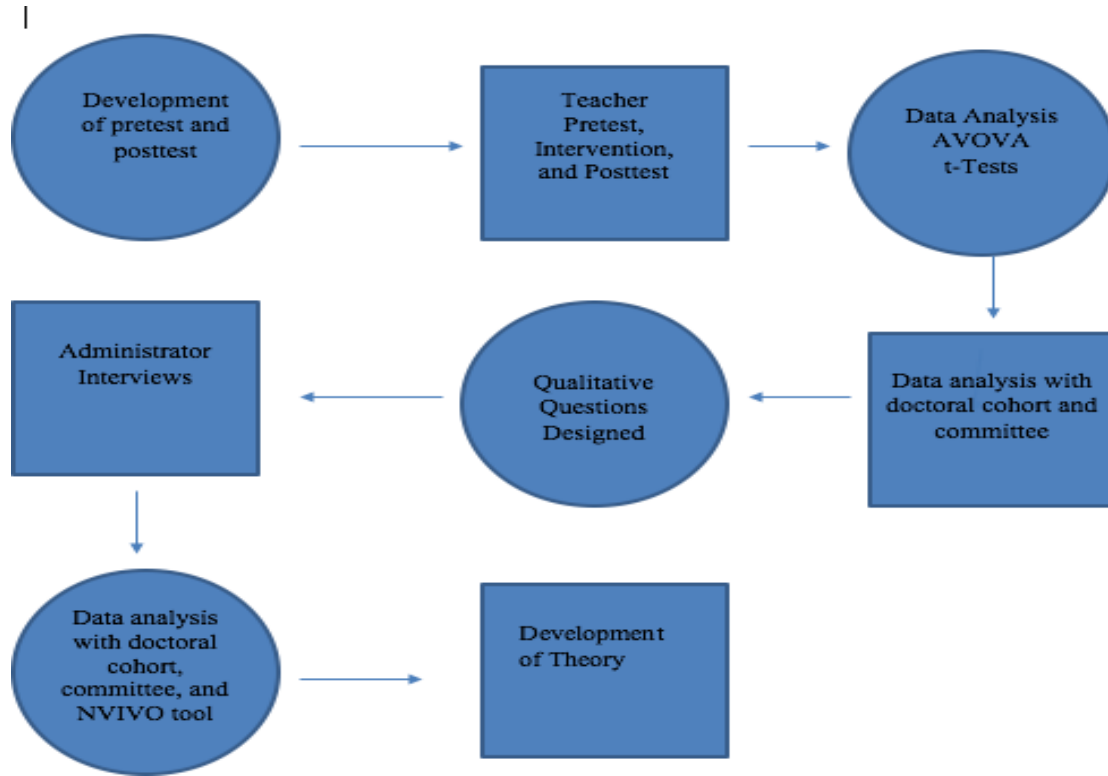 Development
of pretest and
posttest
Teacher
Pretest,
Intervention,
and Posttest
Data Analysis
AVOVA
t-Tests
Data analysis with
doctoral cohort and
committee
Qualitative
Questions
Designed
Administrator
Interviews
Data analysis
with doctoral
cohort,
committee, and
NVIVO tool
Development
of Theory